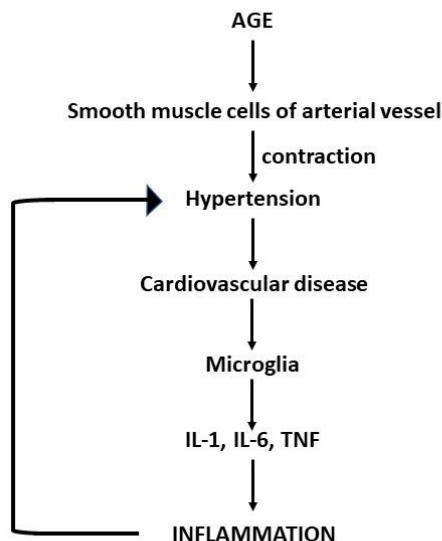 AGE
Smooth muscle cells of arterial vessel
contraction
Hypertension
Cardiovascular disease
Microglia
IL-1, IL-6, TNF
INFLAMMATION